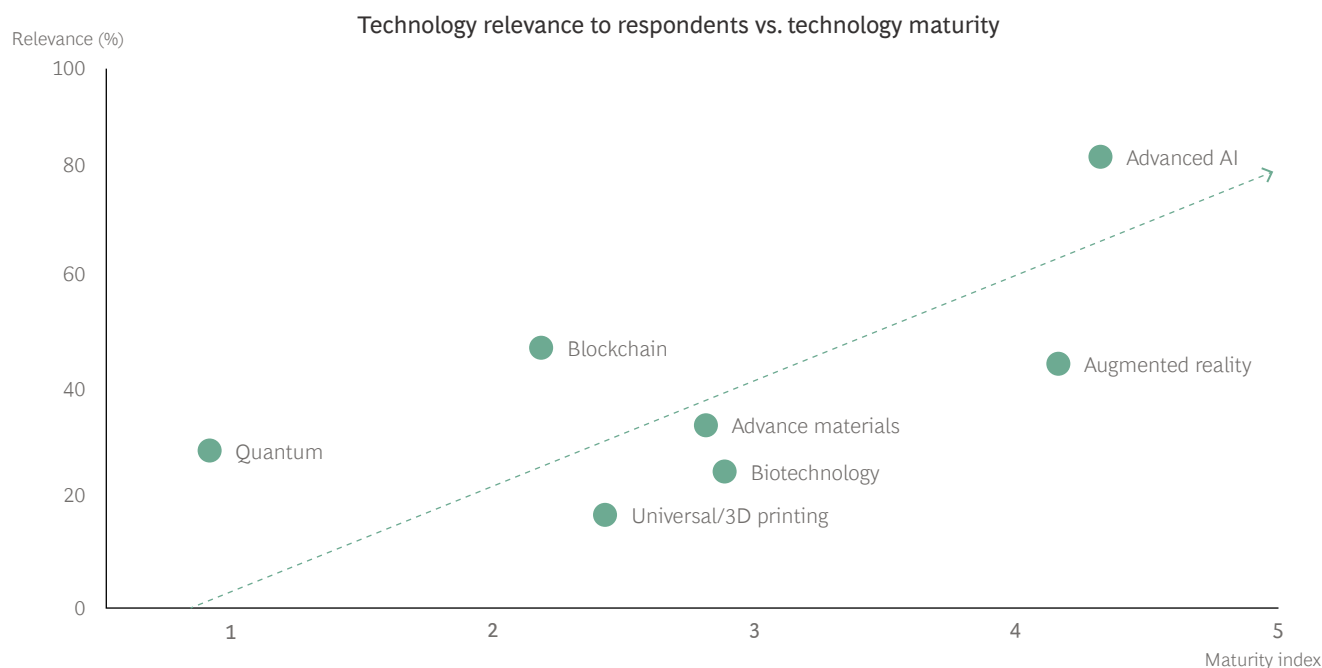 Technology relevance to respondents vs. technology maturity
Relevance (%)
100
80
Advanced AI
60
Blockchain
Augmented reality
40
Advance materials
Quantum
Biotechnology
20
Universal/3D printing
0
1 2 3 4 5
Maturity index